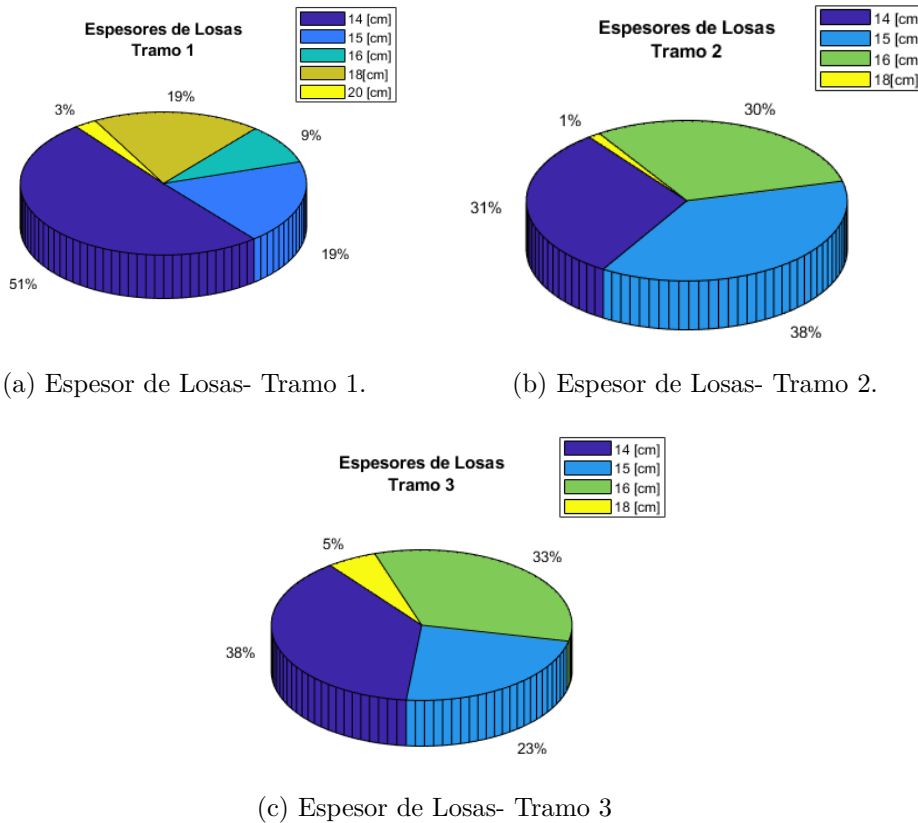 Espesores de Losas
Tramo 1
14 [cm]
15 [cm]
16 [cm]
18[cm]
20 [cm]
3%
19%
9%
19%
51%
(a) Espesor de Losas- Tramo 1.
Espesores de Losas
Tramo 2
14 [cm]
15 [cm]
16 [cm]
18[cm]
1%
30%
31%
38%
(b) Espesor de Losas- Tramo 2.
Espesores de Losas
Tramo 3
14 [cm]
15 [cm]
16 [cm]
18 [cm]
5%
33%
38%
23%
(c) Espesor de Losas- Tramo 3